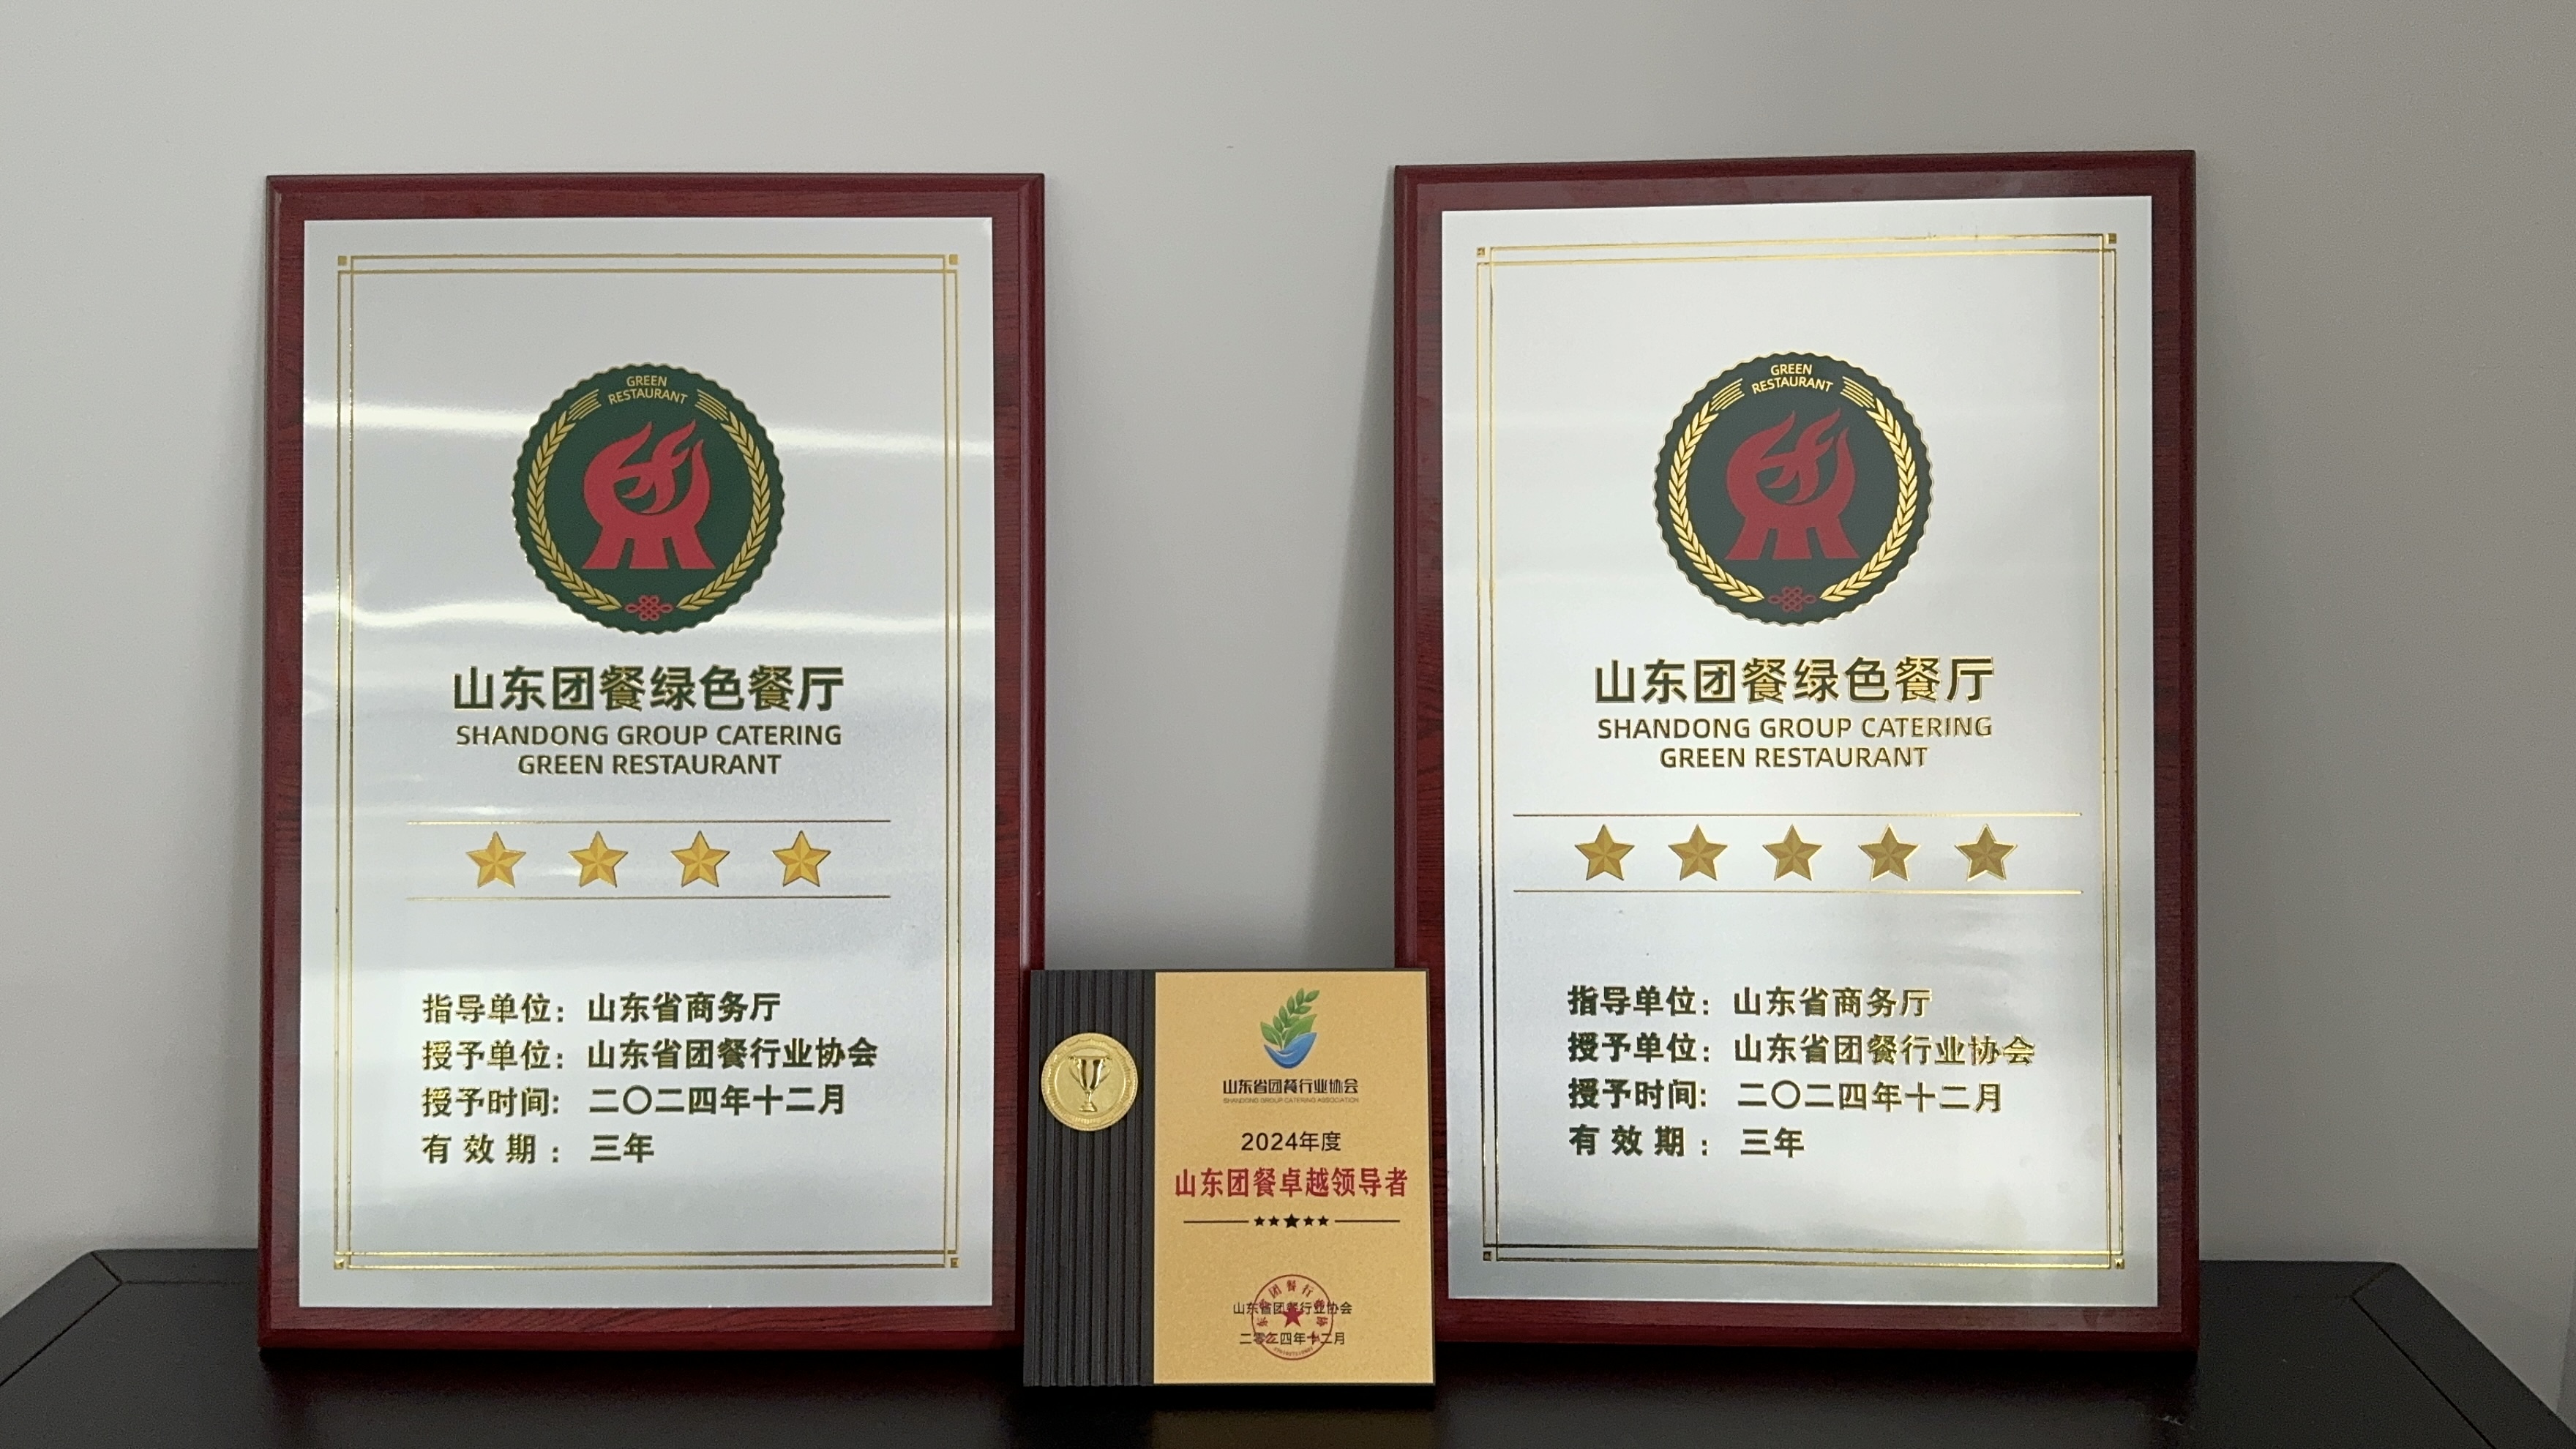 GREEN
RESTAURANT
山东团餐绿色餐厅
SHANDONG GROUP CATERING
GREEN RESTAURANT
指导单位：山东省商务厅
授予单位：山东省团餐行业协会
授予时间：二〇二四年十二月
有效期：三年
山东省团餐行业协会
SHANDONG GROUP CATERING ASSOCIATION
2024年度
山东团餐卓越领导者
山东省团餐行业协会
二零二四年十二月
GREEN
RESTAURANT
山东团餐绿色餐厅
SHANDONG GROUP CATERING
GREEN RESTAURANT
指导单位：山东省商务厅
授予单位：山东省团餐行业协会
授予时间：二〇二四年十二月
有效期：三年